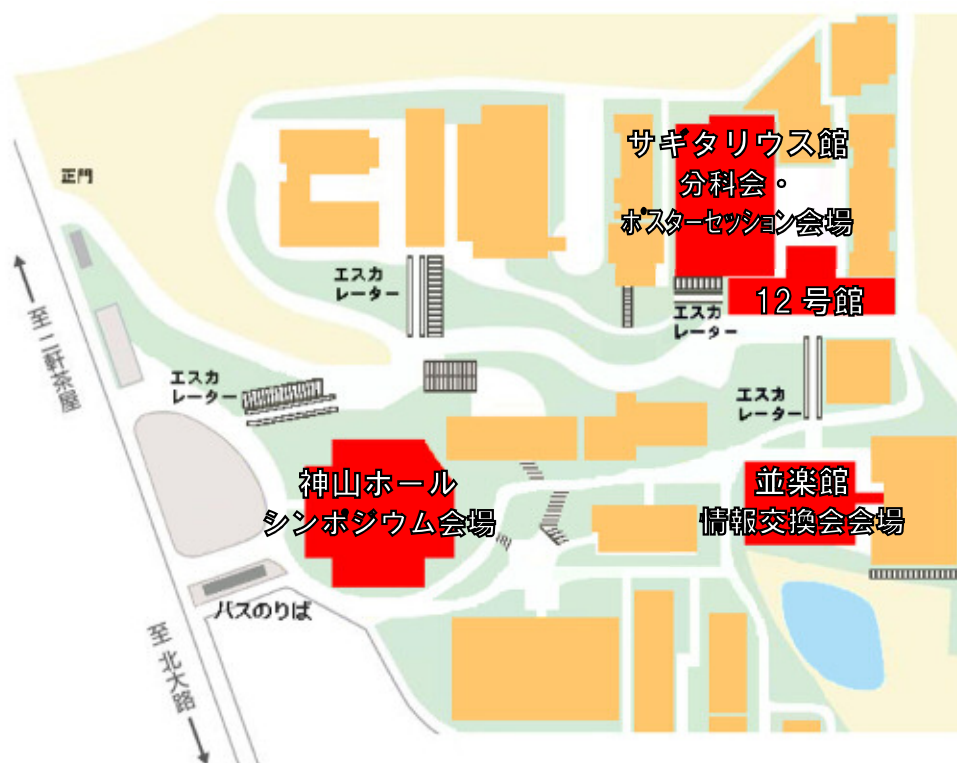 サギタリウス館
分科会・
ポスターセッション会場
正門
エスカ
レーター
12号館
エスカ
レーター
至 二軒茶屋
エスカ
レーター
エスカ
レーター
神山ホール
シンポジウム会場
並楽館
情報交換会会場
バスのりば
至 北大路